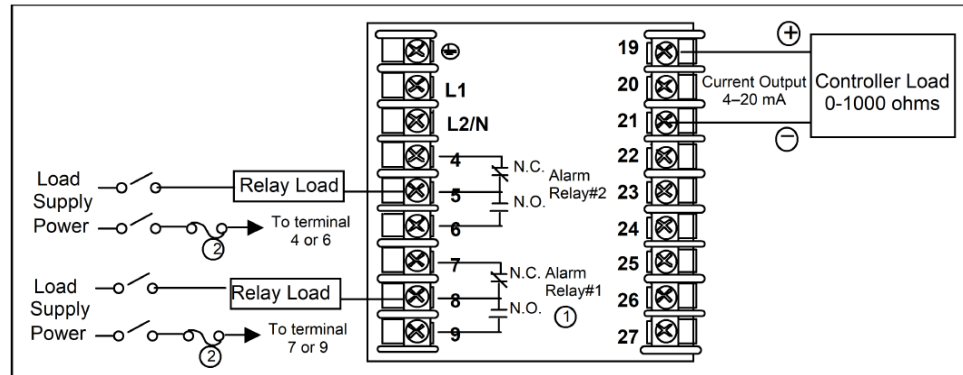 L1
L2/N
4
5
6
7
8
9
N.C.
N.O.
Alarm
Relay#2
N.C.
N.O.
Alarm
Relay#1
1
19
20
21
22
23
24
25
26
27
+
Current Output
4–20 mA
−
Controller Load
0-1000 ohms
Load
Supply
Power
Relay Load
2
To terminal
4 or 6
Load
Supply
Power
Relay Load
2
To terminal
7 or 9